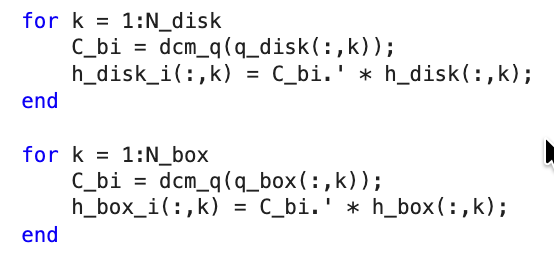 for k = 1:N_disk
    C_bi = dcm_q(q_disk(:,k));
    h_disk_i(:,k) = C_bi.' * h_disk(:,k);
end

for k = 1:N_box
    C_bi = dcm_q(q_box(:,k));
    h_box_i(:,k) = C_bi.' * h_box(:,k);
end